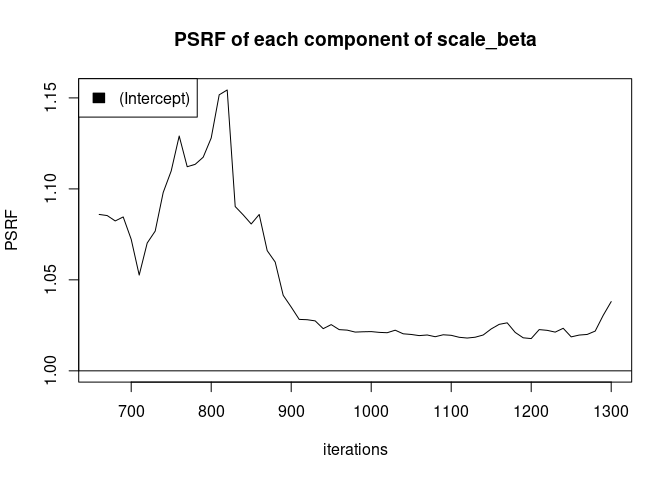 PSRF of each component of scale_beta
(Intercept)
PSRF
1.15
1.10
1.05
1.00
700 800 900 1000 1100 1200 1300
iterations